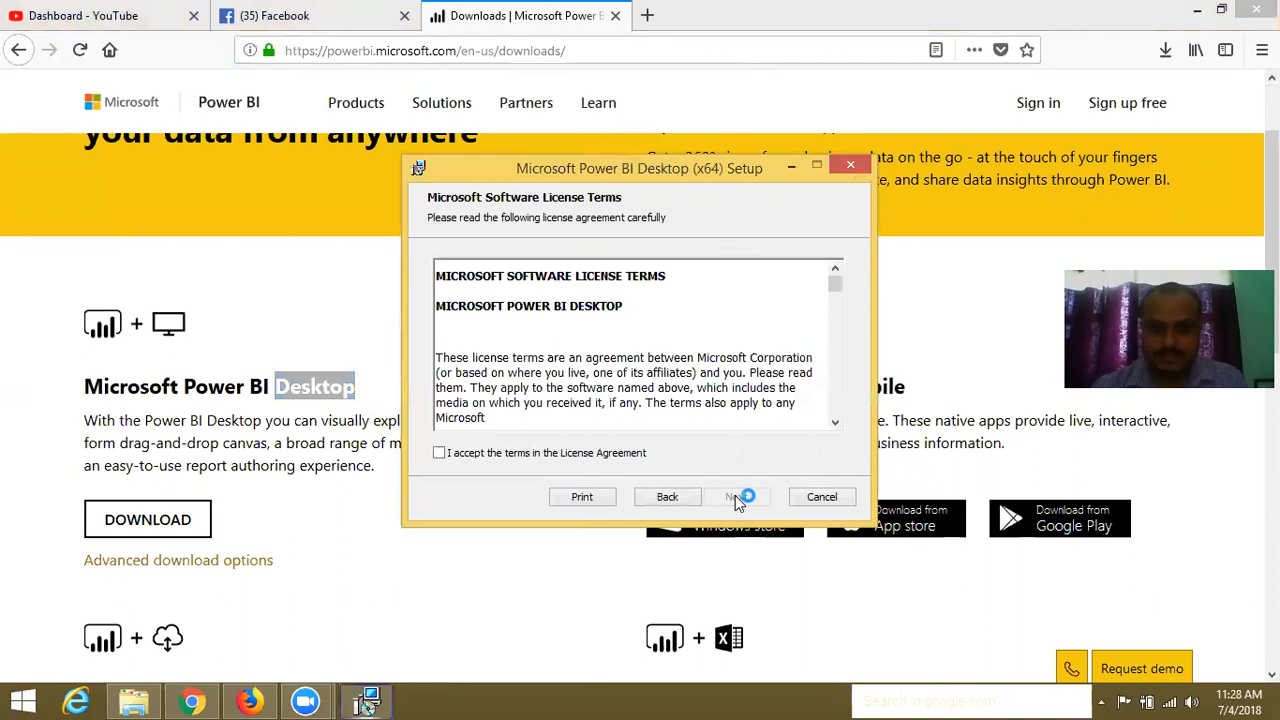 Dashboard - YouTube
(35) Facebook
Downloads | Microsoft Power B
https://powerbi.microsoft.com/en-us/downloads/
Microsoft
Power BI
Products
Solutions
Partners
Learn
Sign in
Sign up free
your data from anywhere
data on the go - at the touch of your fingers
e, and share data insights through Power BI.
Microsoft Power BI Desktop (x64) Setup
Microsoft Software License Terms
Please read the following license agreement carefully
MICROSOFT SOFTWARE LICENSE TERMS
MICROSOFT POWER BI DESKTOP
These license terms are an agreement between Microsoft Corporation
(or based on where you live, one of its affiliates) and you. Please read
them. They apply to the software named above, which includes the
media on which you received it, if any. The terms also apply to any
Microsoft
I accept the terms in the License Agreement
Print
Back
Cancel
Microsoft Power BI Desktop
With the Power BI Desktop you can visually expl
form drag-and-drop canvas, a broad range of m
an easy-to-use report authoring experience.
DOWNLOAD
Advanced download options
bile
e. These native apps provide live, interactive,
usiness information.
Windows store
Download from
App store
Download from
Google Play
Request demo
Search in google.com
11:28 AM
7/4/2018